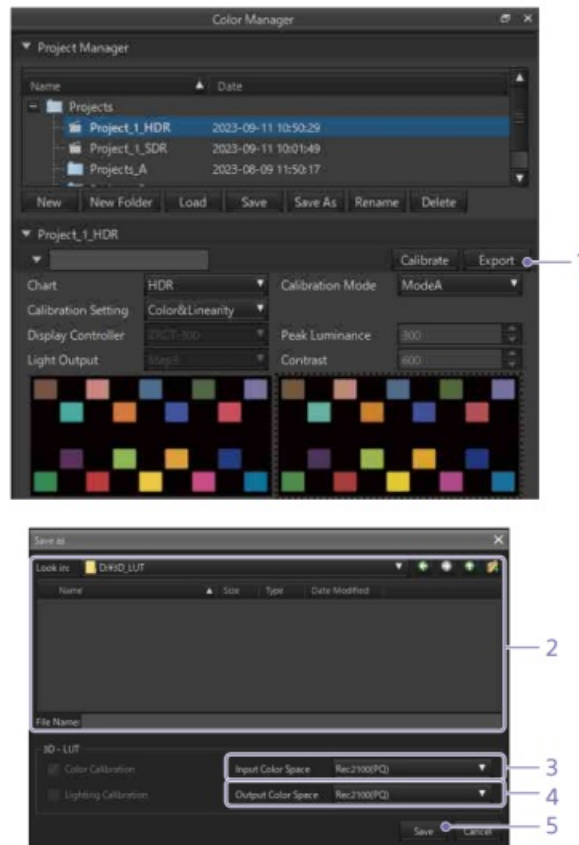 Color Manager
Project Manager
Name Date
Projects
Project_1_HDR 2023-09-11 10:50:29
Project_1_SDR 2023-09-11 10:01:49
Projects_A 2023-08-09 11:50:17
New New Folder Load Save Save As Rename Delete
Project_1_HDR
Calibrate Export
Chart HDR Calibration Mode ModeA
Calibration Setting Color&Linearity
Display Controller ZRCT-300 Peak Luminance 300
Light Output Step3 Contrast 600
Save as
Look in: D:¥3D_LUT
Name Size Type Date Modified
2
File Name:
3D - LUT
Color Calibration Input Color Space Rec2100(PQ) 3
Lighting Calibration Output Color Space Rec2100(PQ) 4
Save Cancel 5